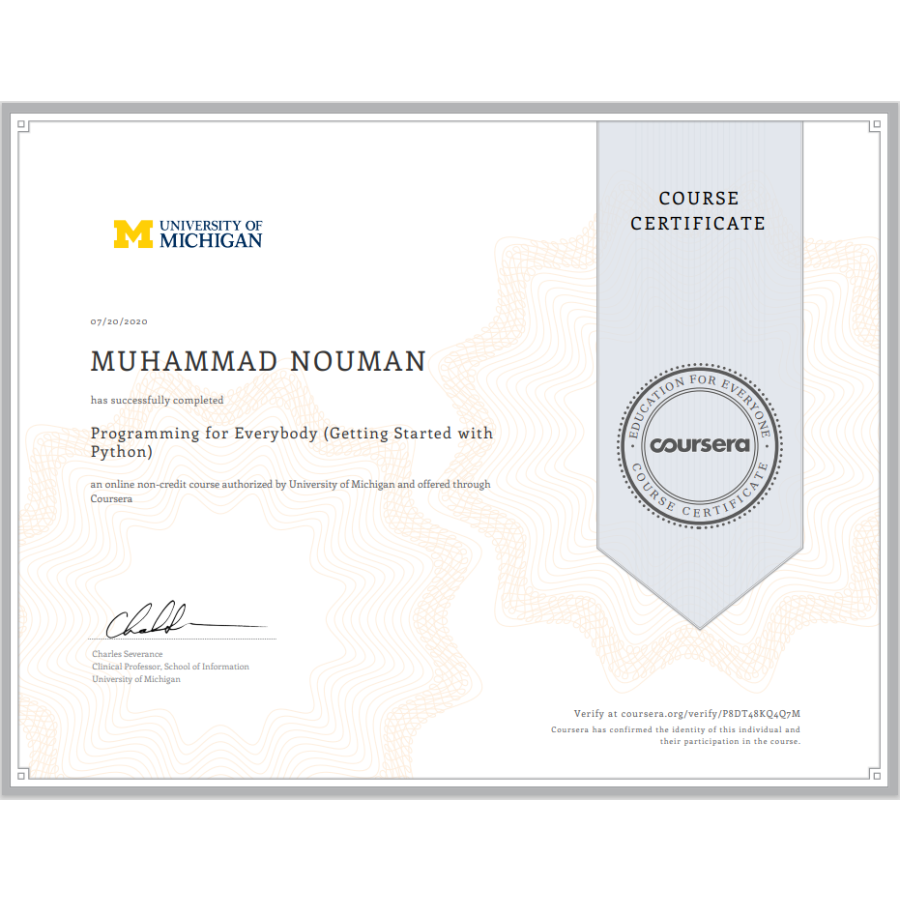 COURSE
CERTIFICATE
UNIVERSITY OF
MICHIGAN
07/20/2020
MUHAMMAD NOUMAN
has successfully completed
Programming for Everybody (Getting Started with
Python)
an online non-credit course authorized by University of Michigan and offered through
Coursera
EDUCATION FOR EVERYONE
coursera
COURSE CERTIFICATE
Charles Severance
Clinical Professor, School of Information
University of Michigan
Verify at coursera.org/verify/P8DT48KQ4Q7M
Coursera has confirmed the identity of this individual and
their participation in the course.